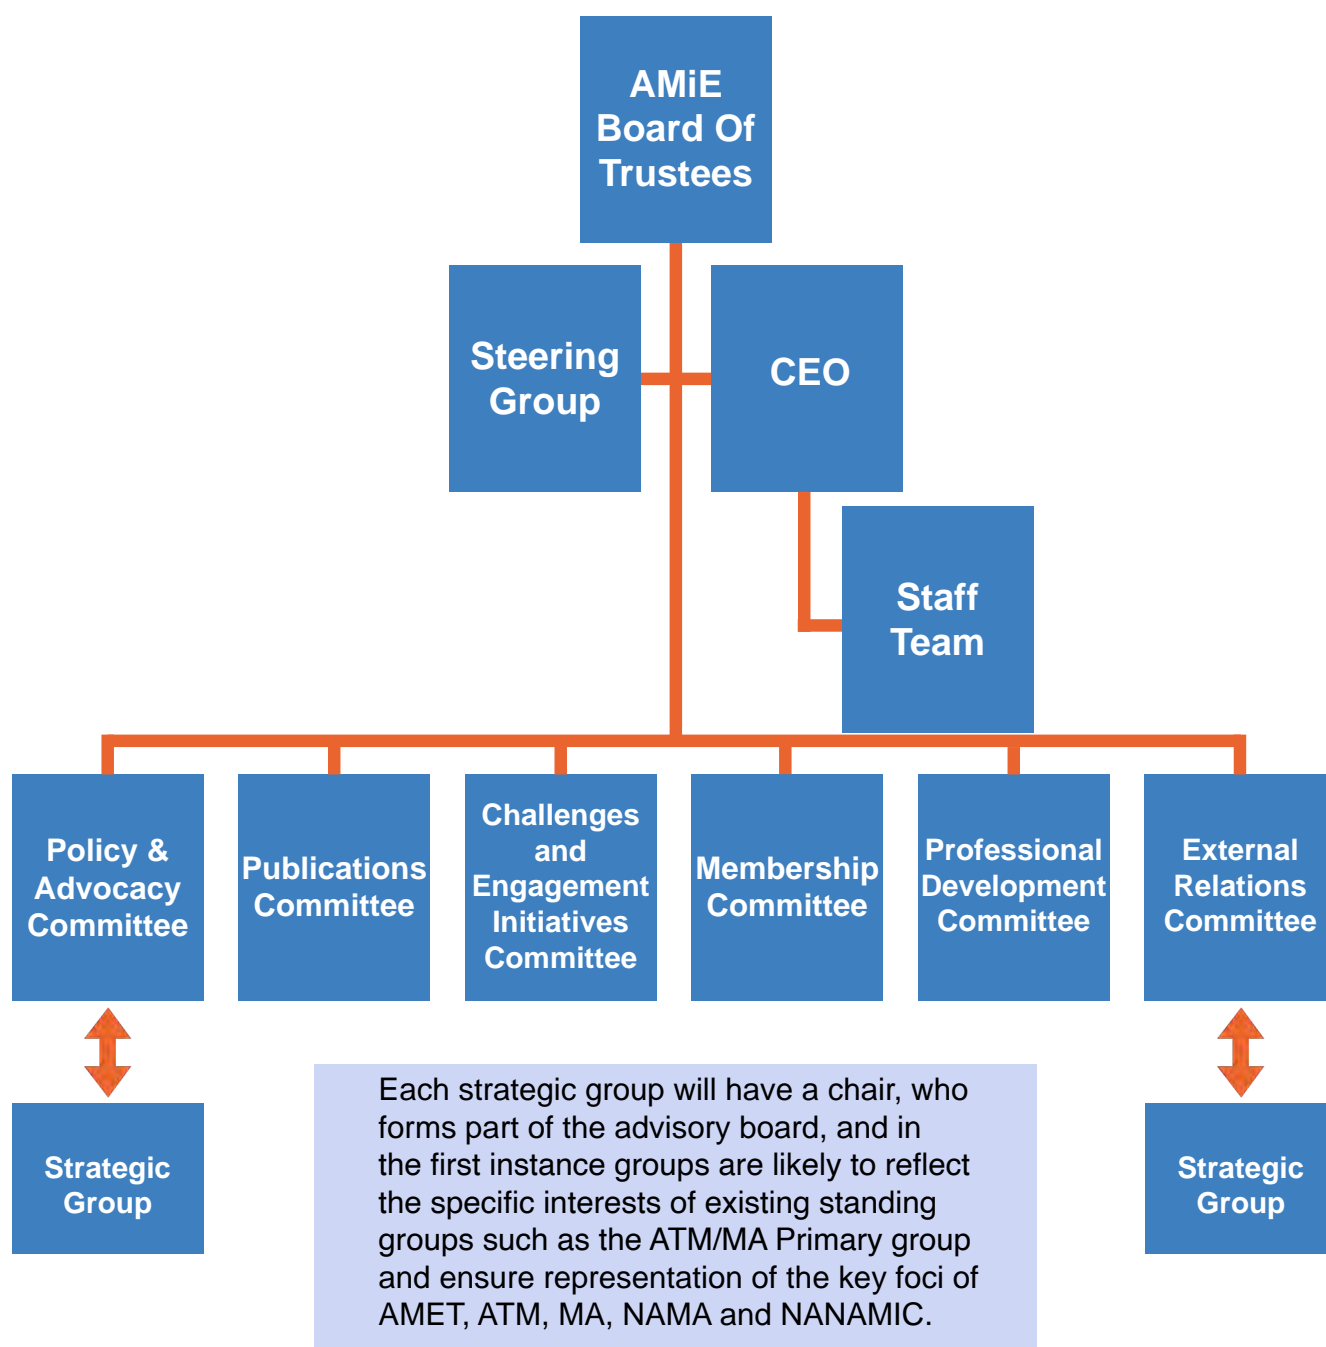 AMiE
Board Of
Trustees
Steering
Group
CEO
Staff
Team
Policy &
Advocacy
Committee
Publications
Committee
Challenges
and
Engagement
Initiatives
Committee
Membership
Committee
Professional
Development
Committee
External
Relations
Committee
Strategic
Group
Each strategic group will have a chair, who
forms part of the advisory board, and in
the first instance groups are likely to reflect
the specific interests of existing standing
groups such as the ATM/MA Primary group
and ensure representation of the key foci of
AMET, ATM, MA, NAMA and NANAMIC.
Strategic
Group